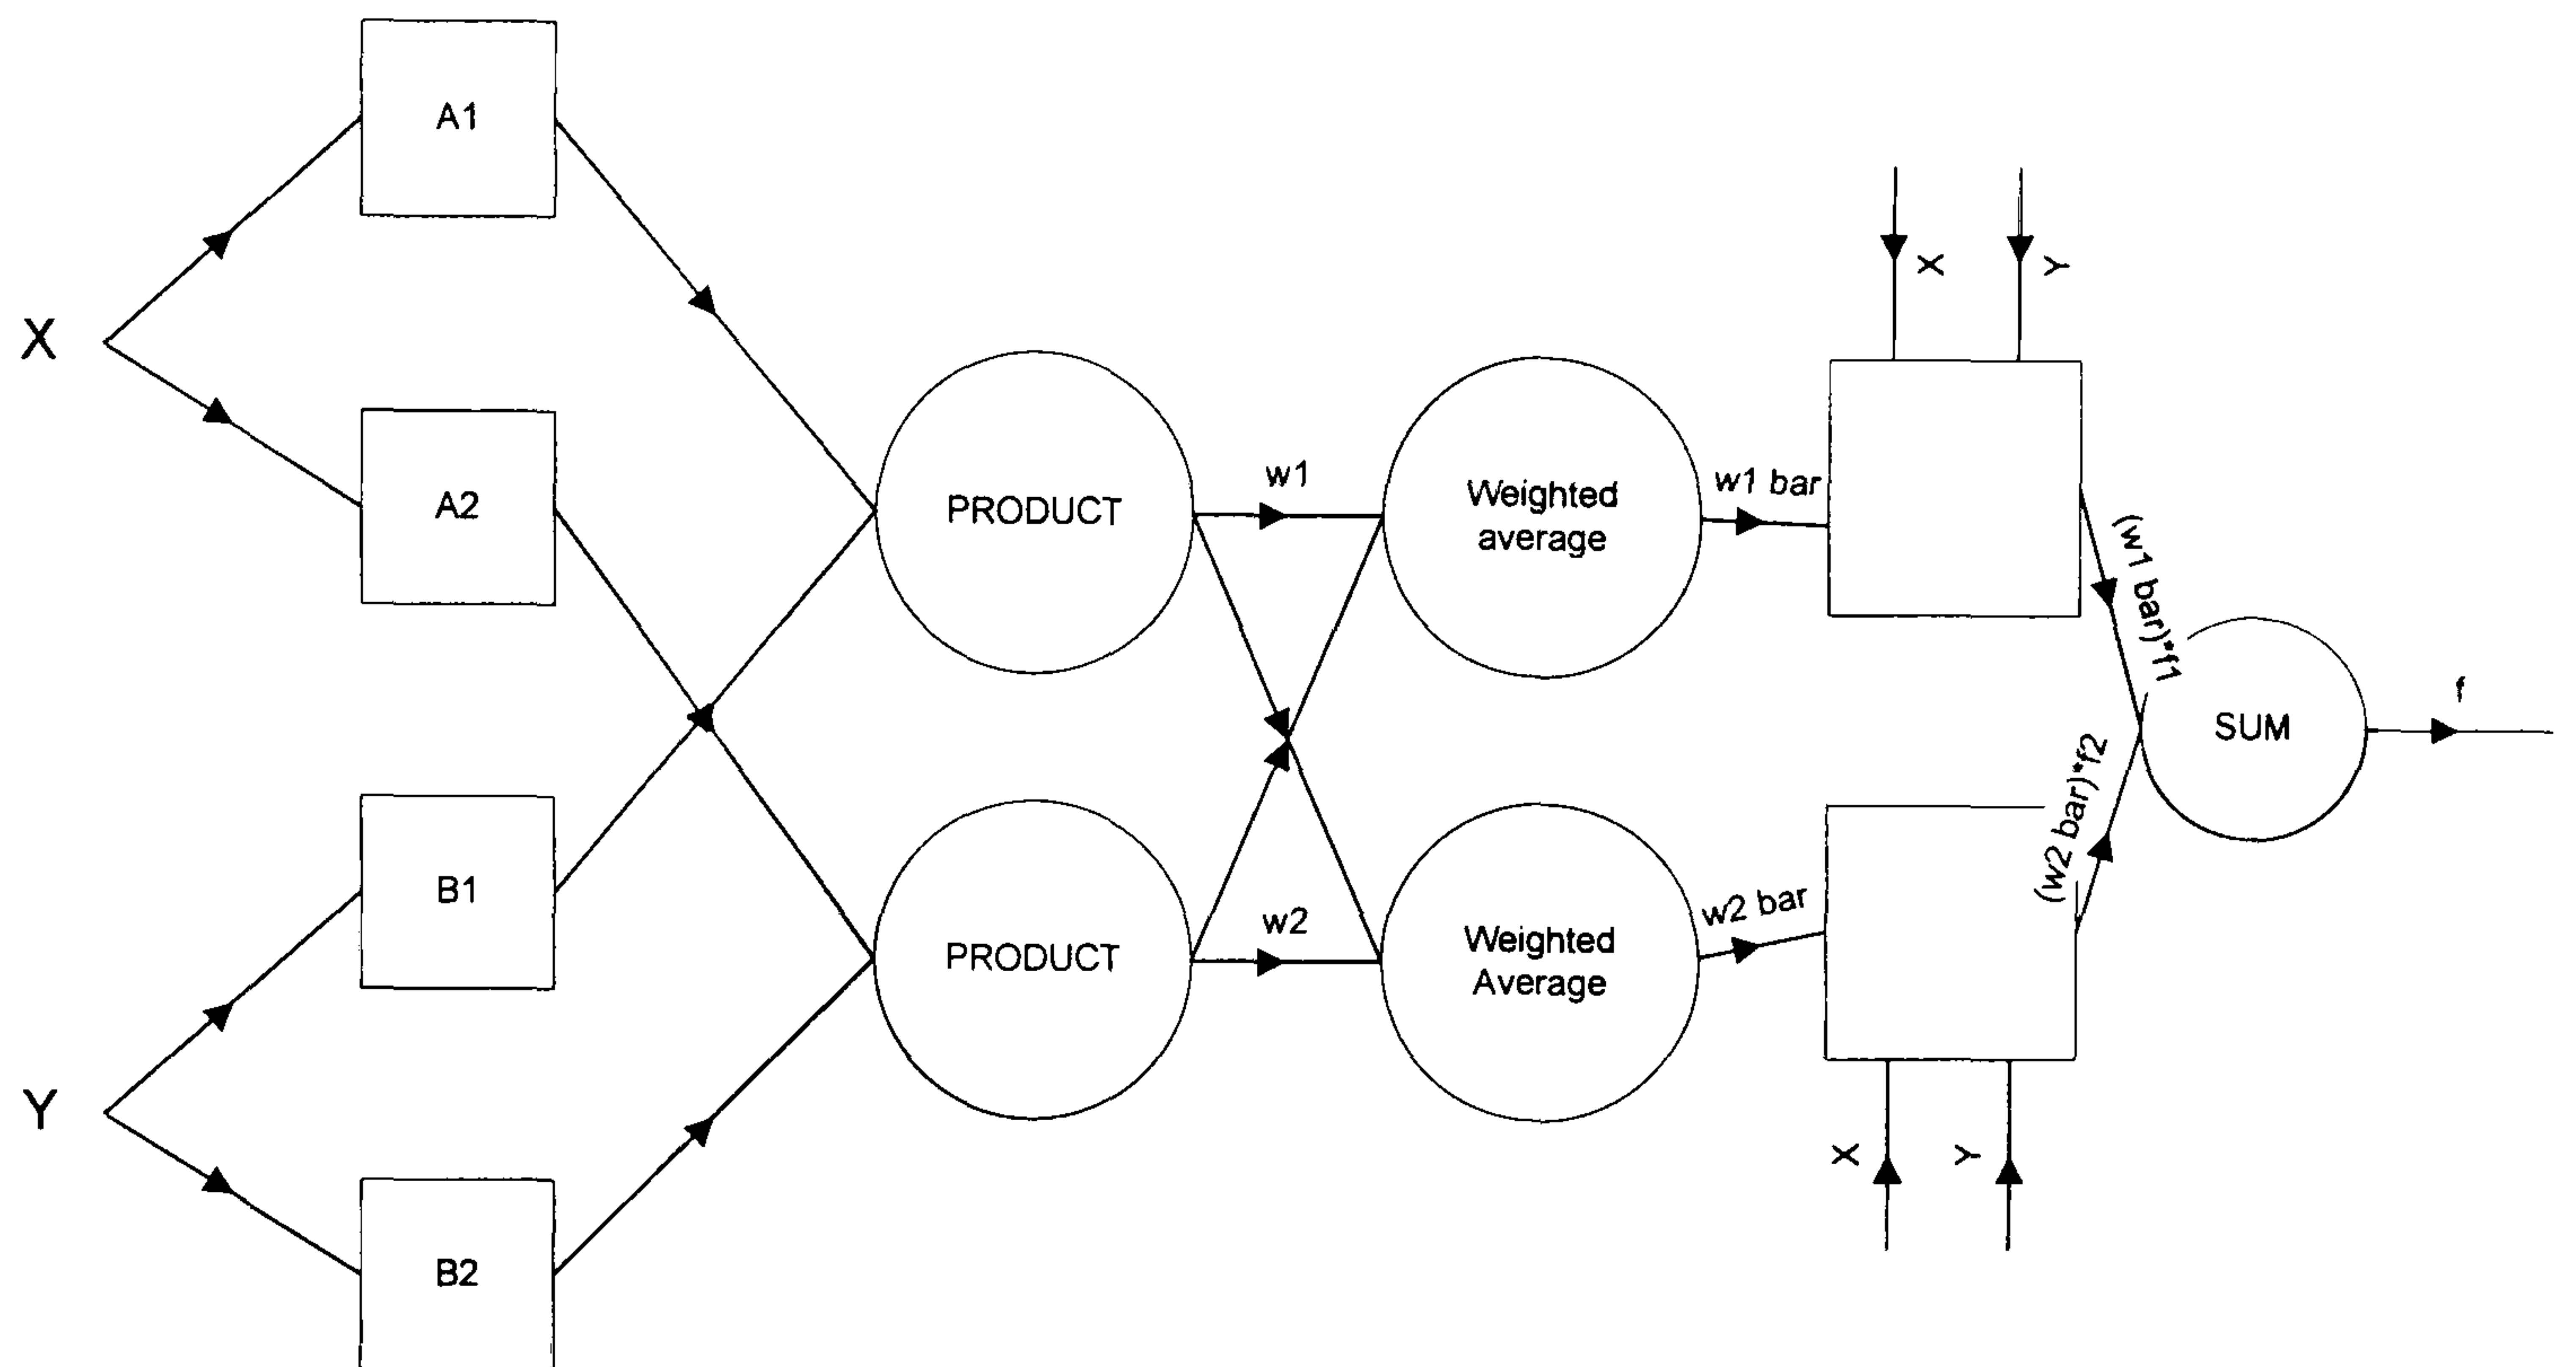 A1
X
A2
B1
Y
B2
PRODUCT
PRODUCT
w1
w2
Weighted
average
Weighted
Average
w1 bar
w2 bar
X
Y
X
Y
(w1 bar)*f1
(w2 bar)*f2
SUM
f